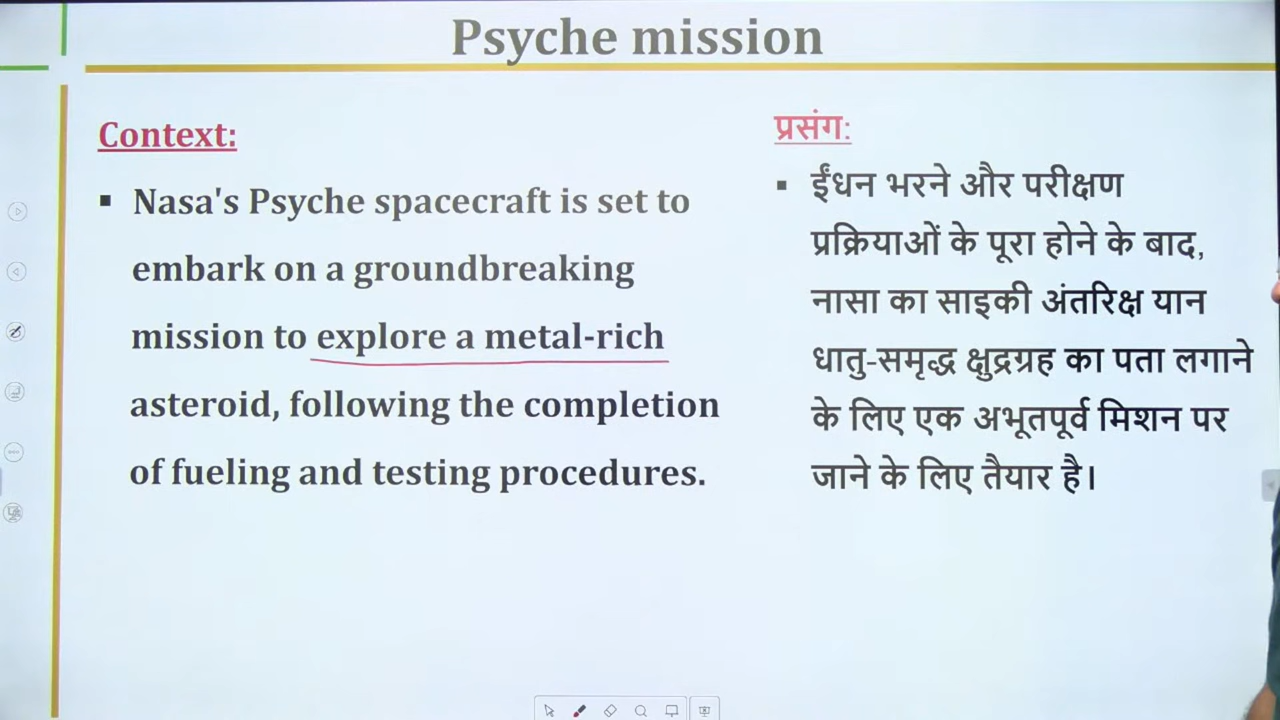 Psyche mission
Context:
▪ Nasa's Psyche spacecraft is set to
embark on a groundbreaking
mission to explore a metal-rich
asteroid, following the completion
of fueling and testing procedures.
प्रसंग:
▪ ईंधन भरने और परीक्षण
प्रक्रियाओं के पूरा होने के बाद,
नासा का साइकी अंतरिक्ष यान
धातु-समृद्ध क्षुद्रग्रह का पता लगाने
के लिए एक अभूतपूर्व मिशन पर
जाने के लिए तैयार है।